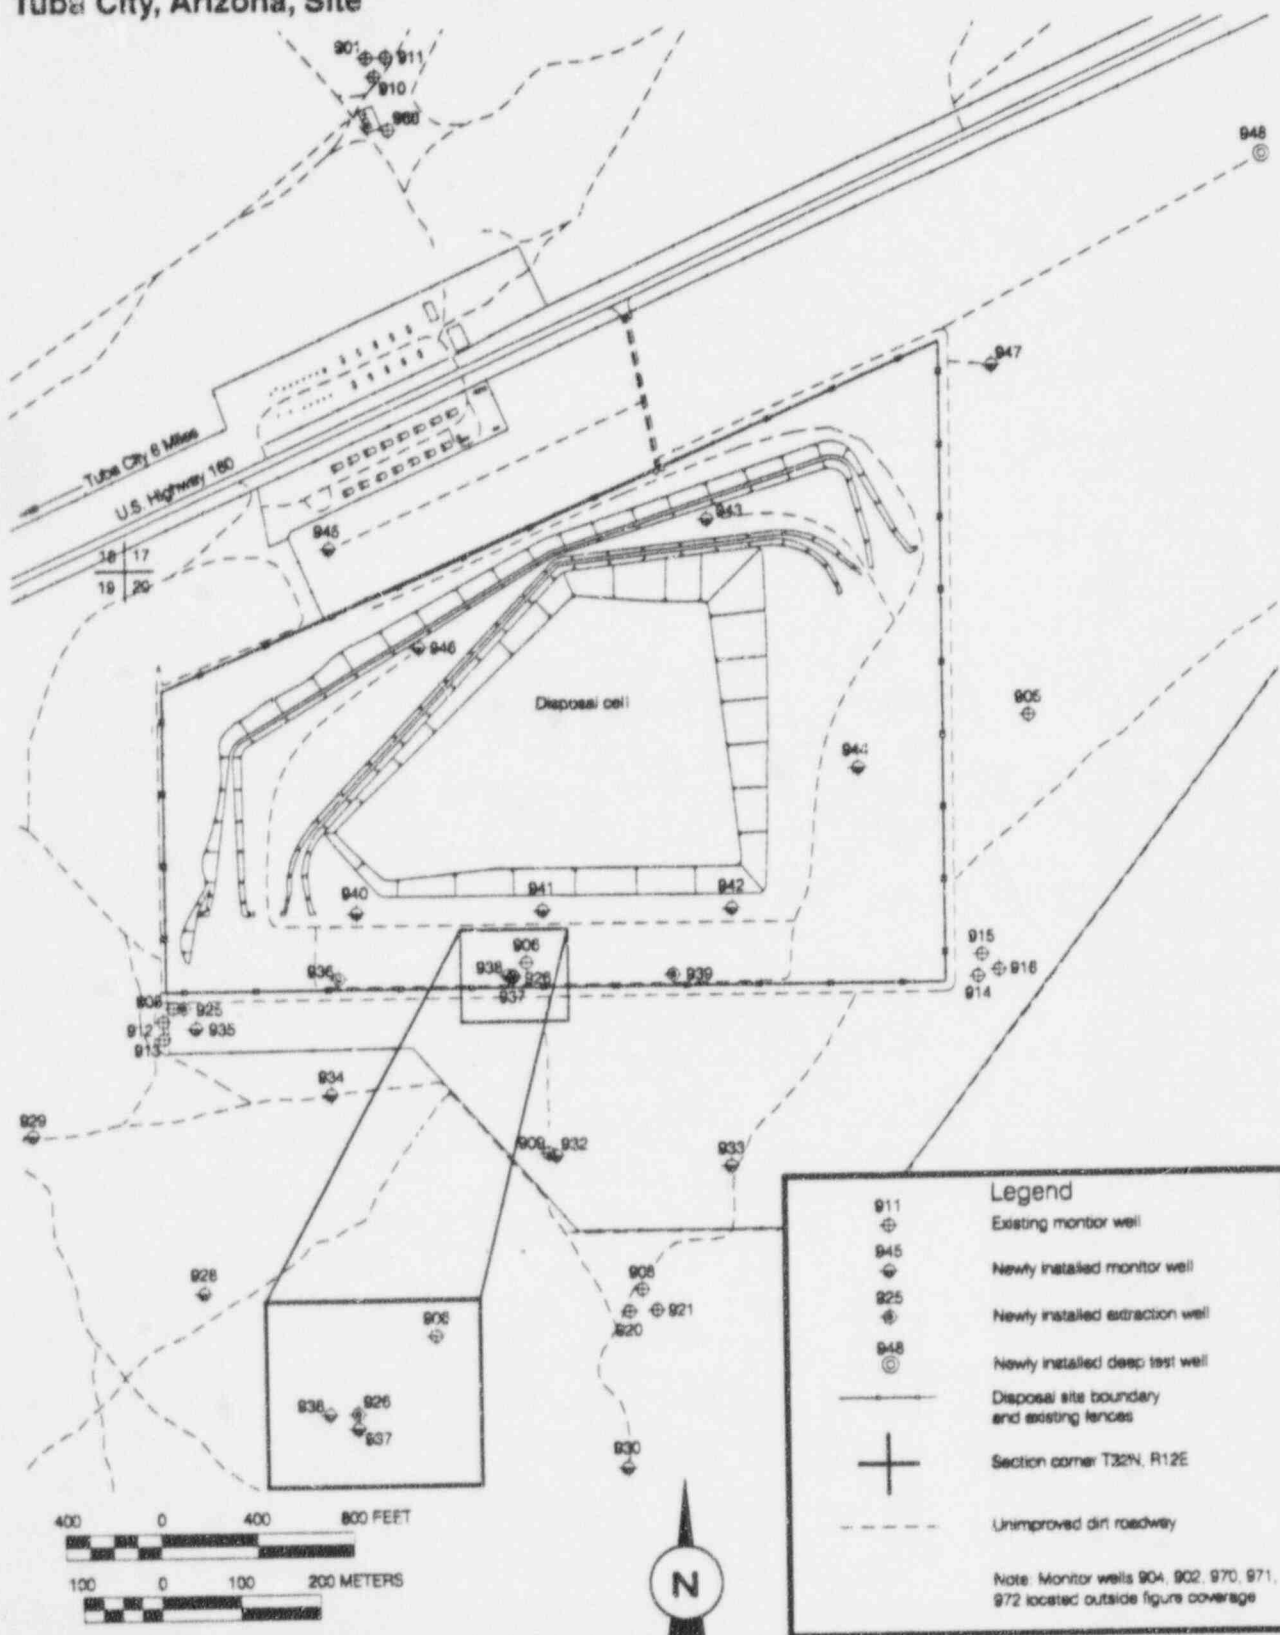 Tuba City, Arizona, Site
901
911
910
968
948
947
Tuba City 6 Miles
U.S. Highway 160
945
943
18 17
19 20
946
Disposal cell
905
944
940
941
942
906
915
916
914
936
938
926
937
939
925
912
935
913
934
929
909
932
933
928
908
921
920
906
938
926
937
930
Legend
911
Existing montior well
945
Newly installed monitor well
925
Newly installed extraction well
948
Newly installed deep test well
Disposal site boundary
and existing fences
Section corner T32N, R12E
Unimproved dirt roadway
Note: Monitor wells 904, 902, 970, 971,
972 located outside figure coverage
400 0 400 800 FEET
100 0 100 200 METERS
N